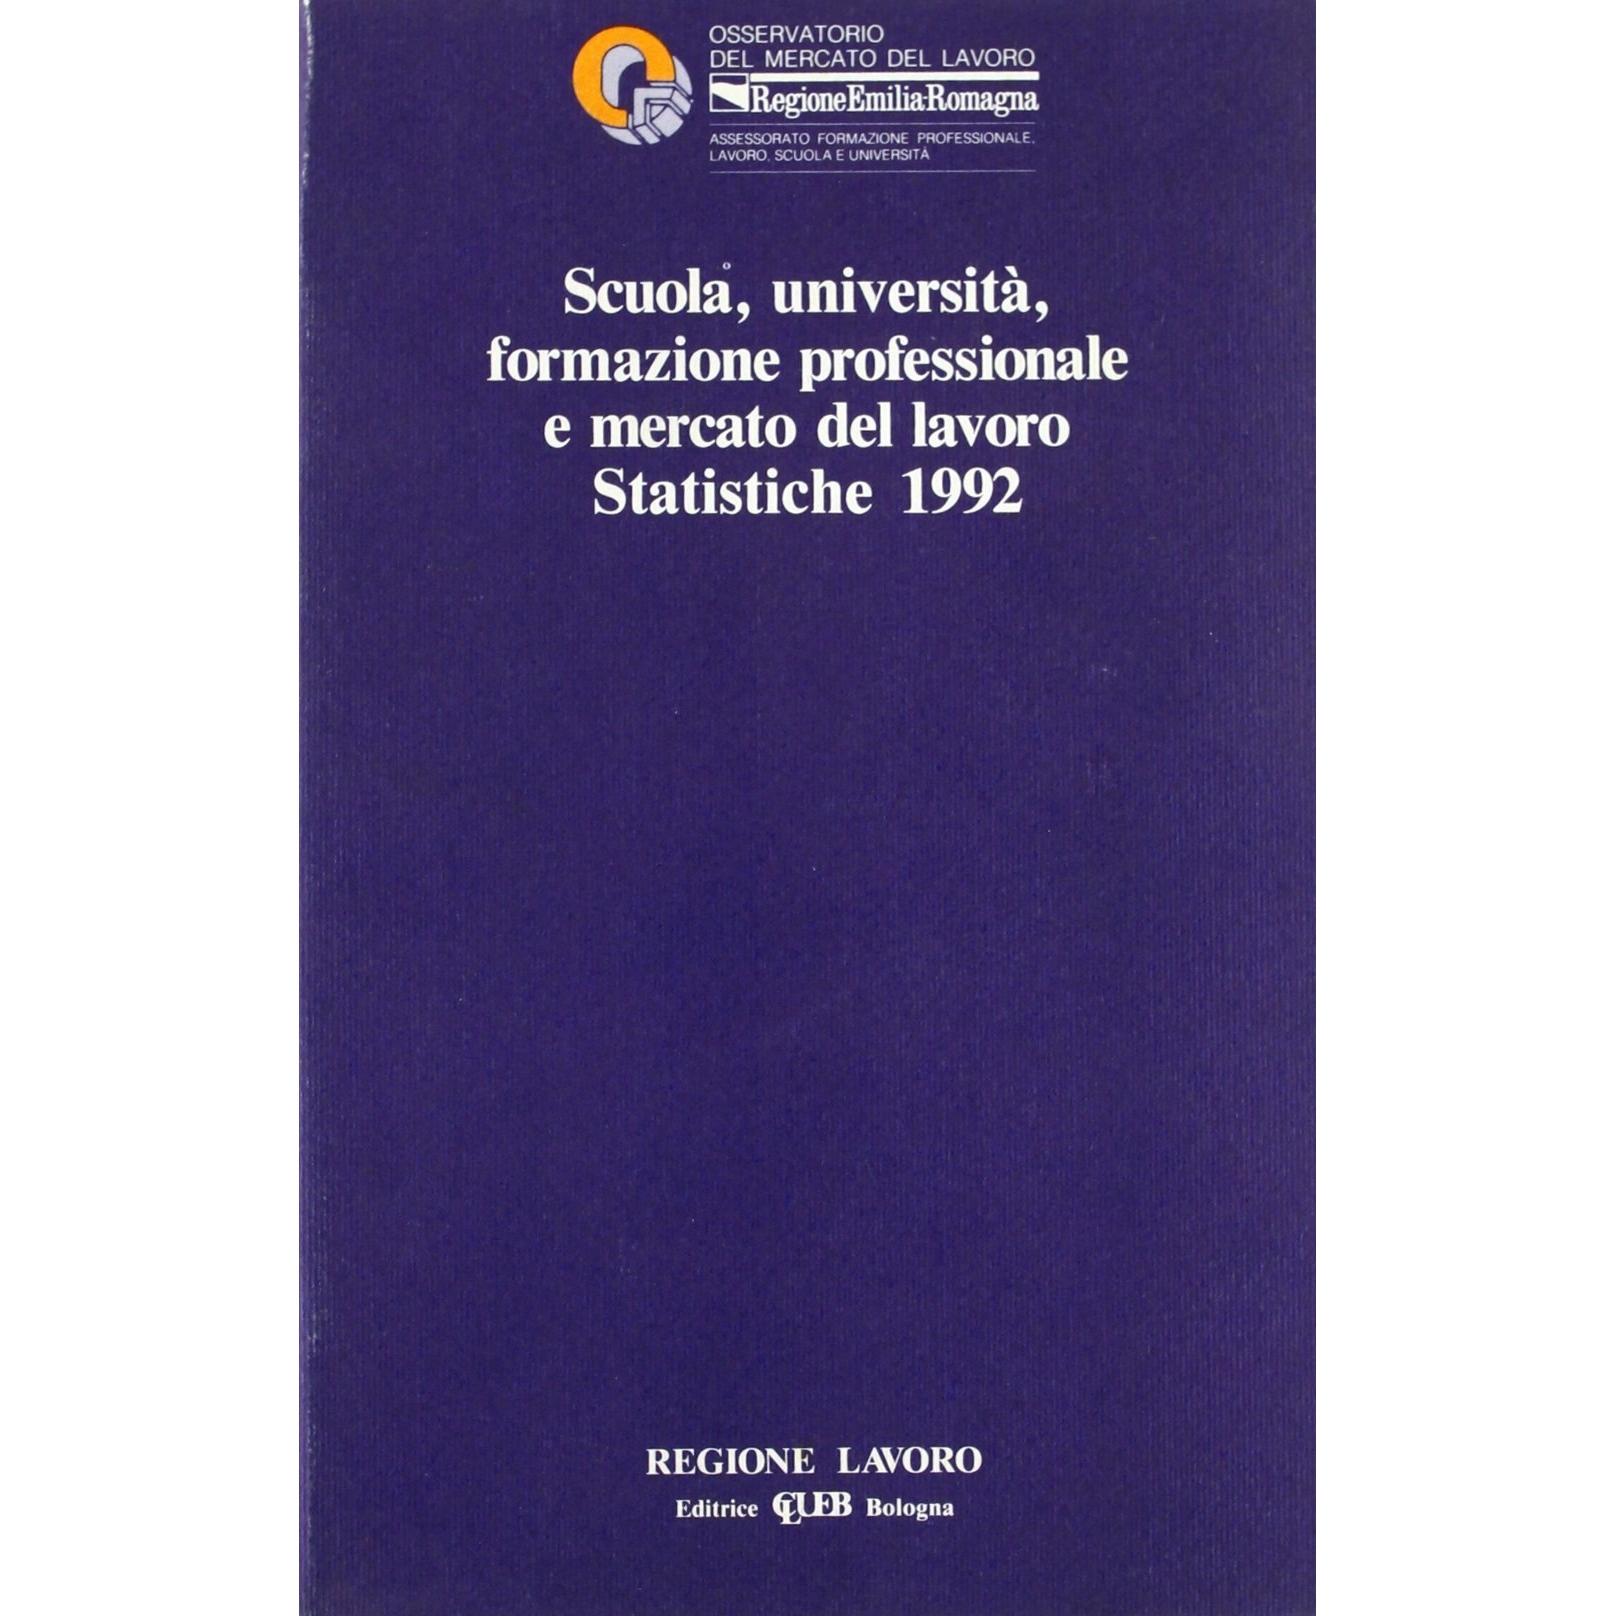 OSSERVATORIO
DEL MERCATO DEL LAVORO
RegioneEmilia-Romagna
ASSESSORATO FORMAZIONE PROFESSIONALE,
LAVORO, SCUOLA E UNIVERSITÀ
Scuola, università,
formazione professionale
e mercato del lavoro
Statistiche 1992
REGIONE LAVORO
Editrice CLUEB Bologna